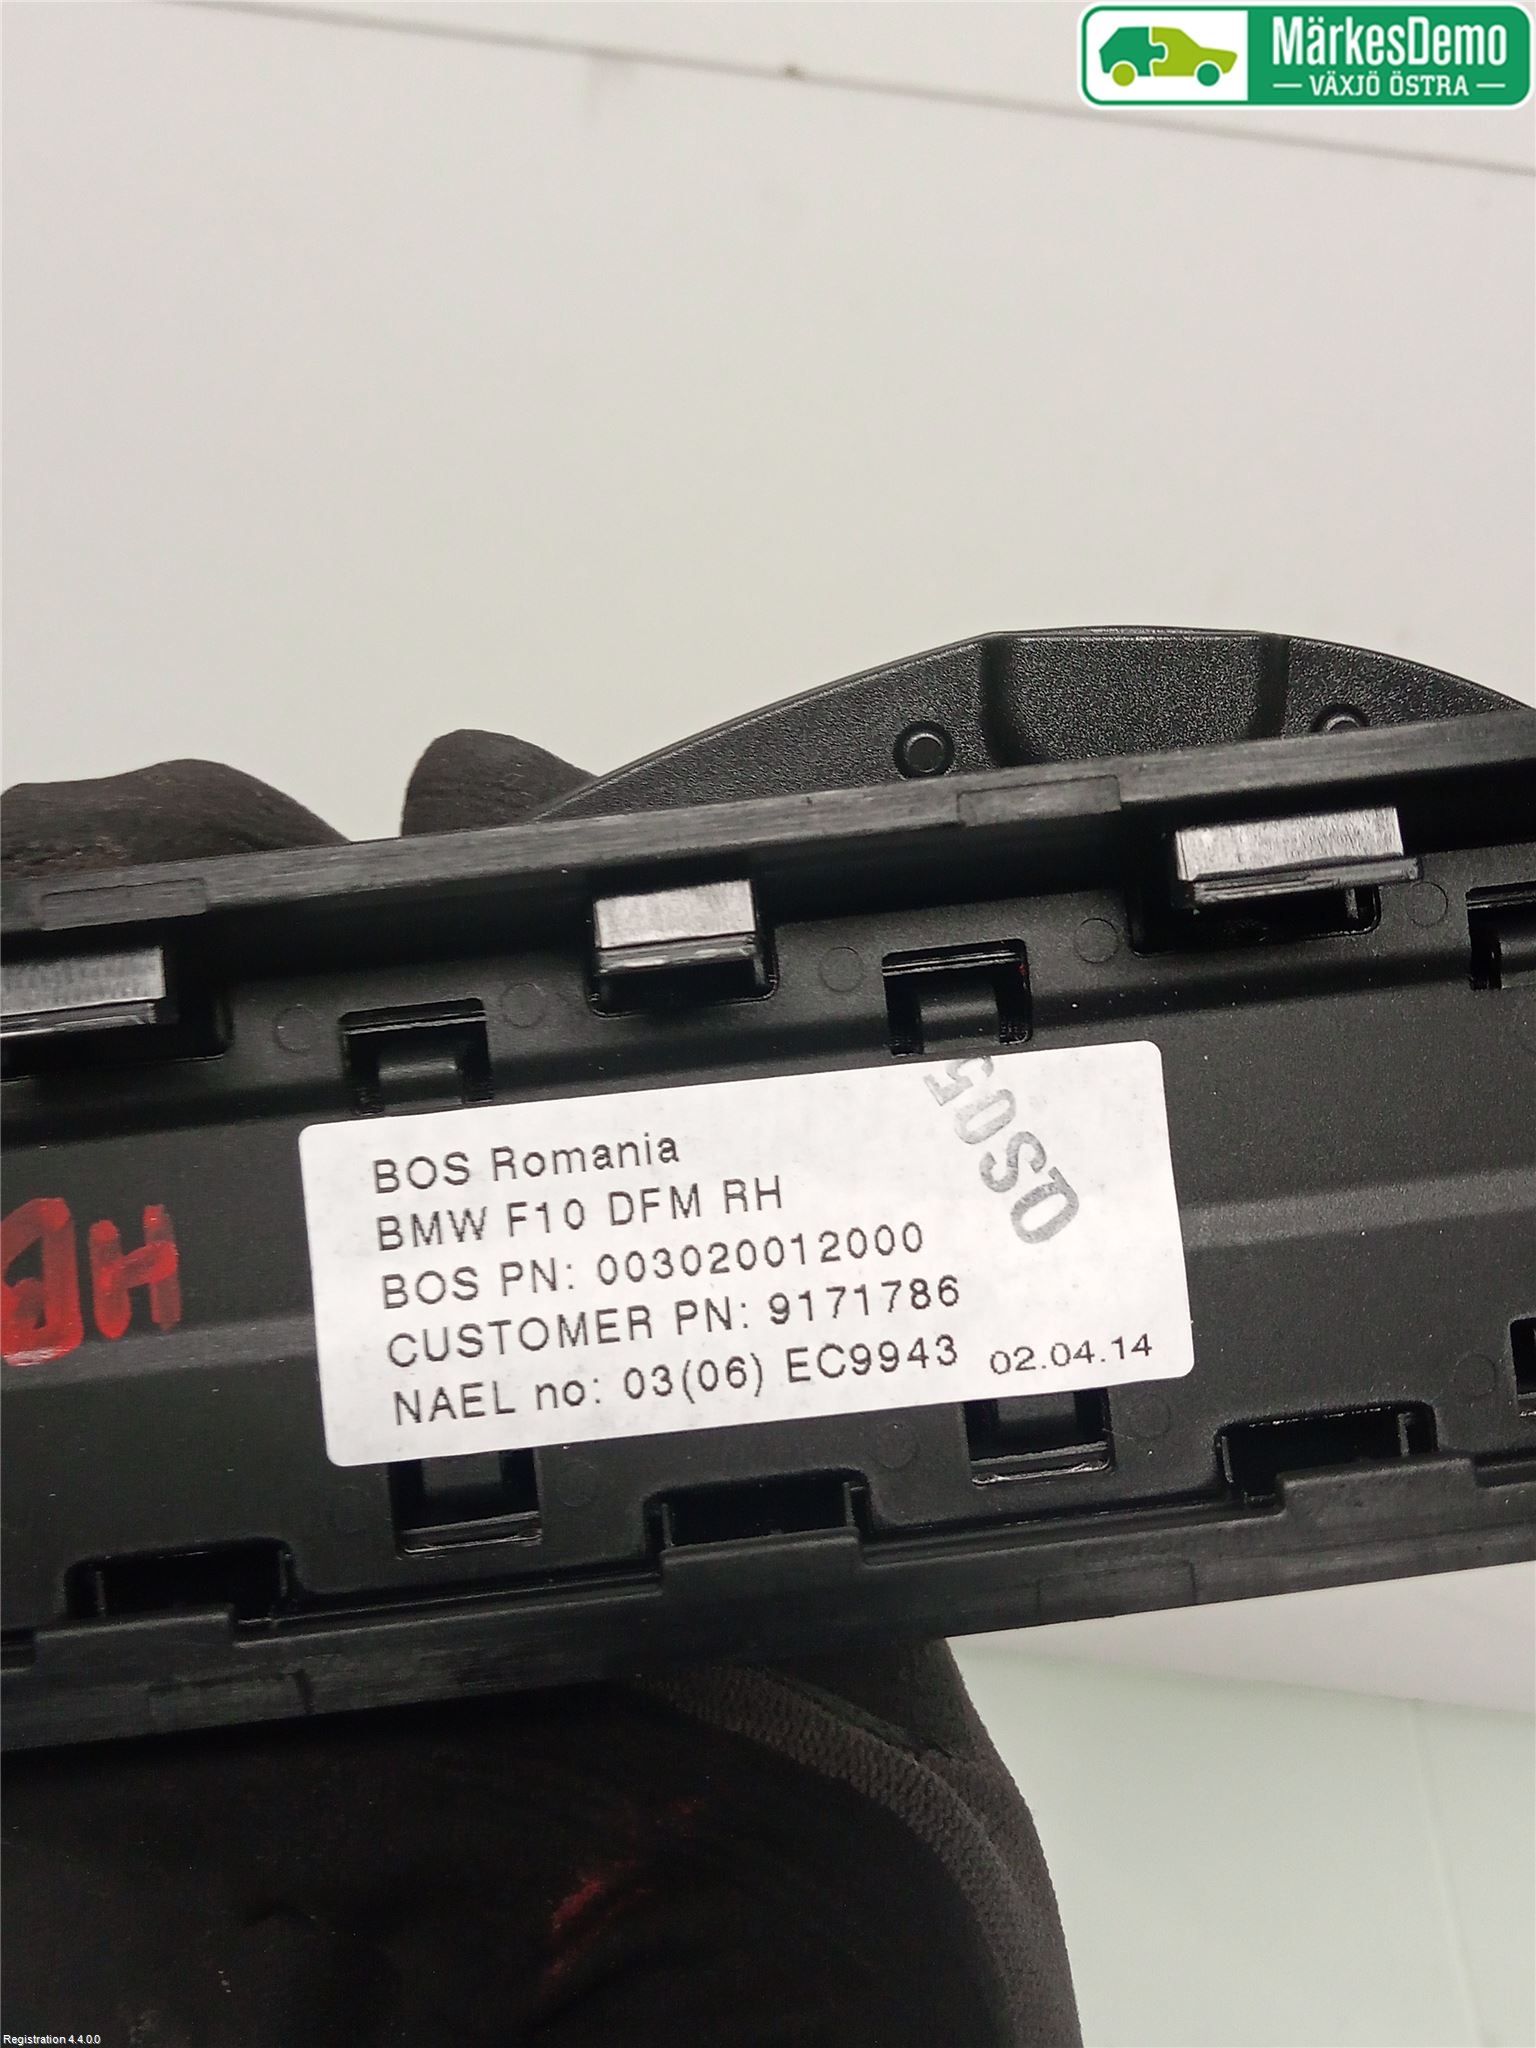 MärkesDemo
VÄXJÖ ÖSTRA
QS05
BOS Romania
BMW F10 DFM RH
BOS PN: 003020012000
CUSTOMER PN: 9171786
NAEL no: 03(06) EC9943 02.04.14
Registration 4.4.0.0